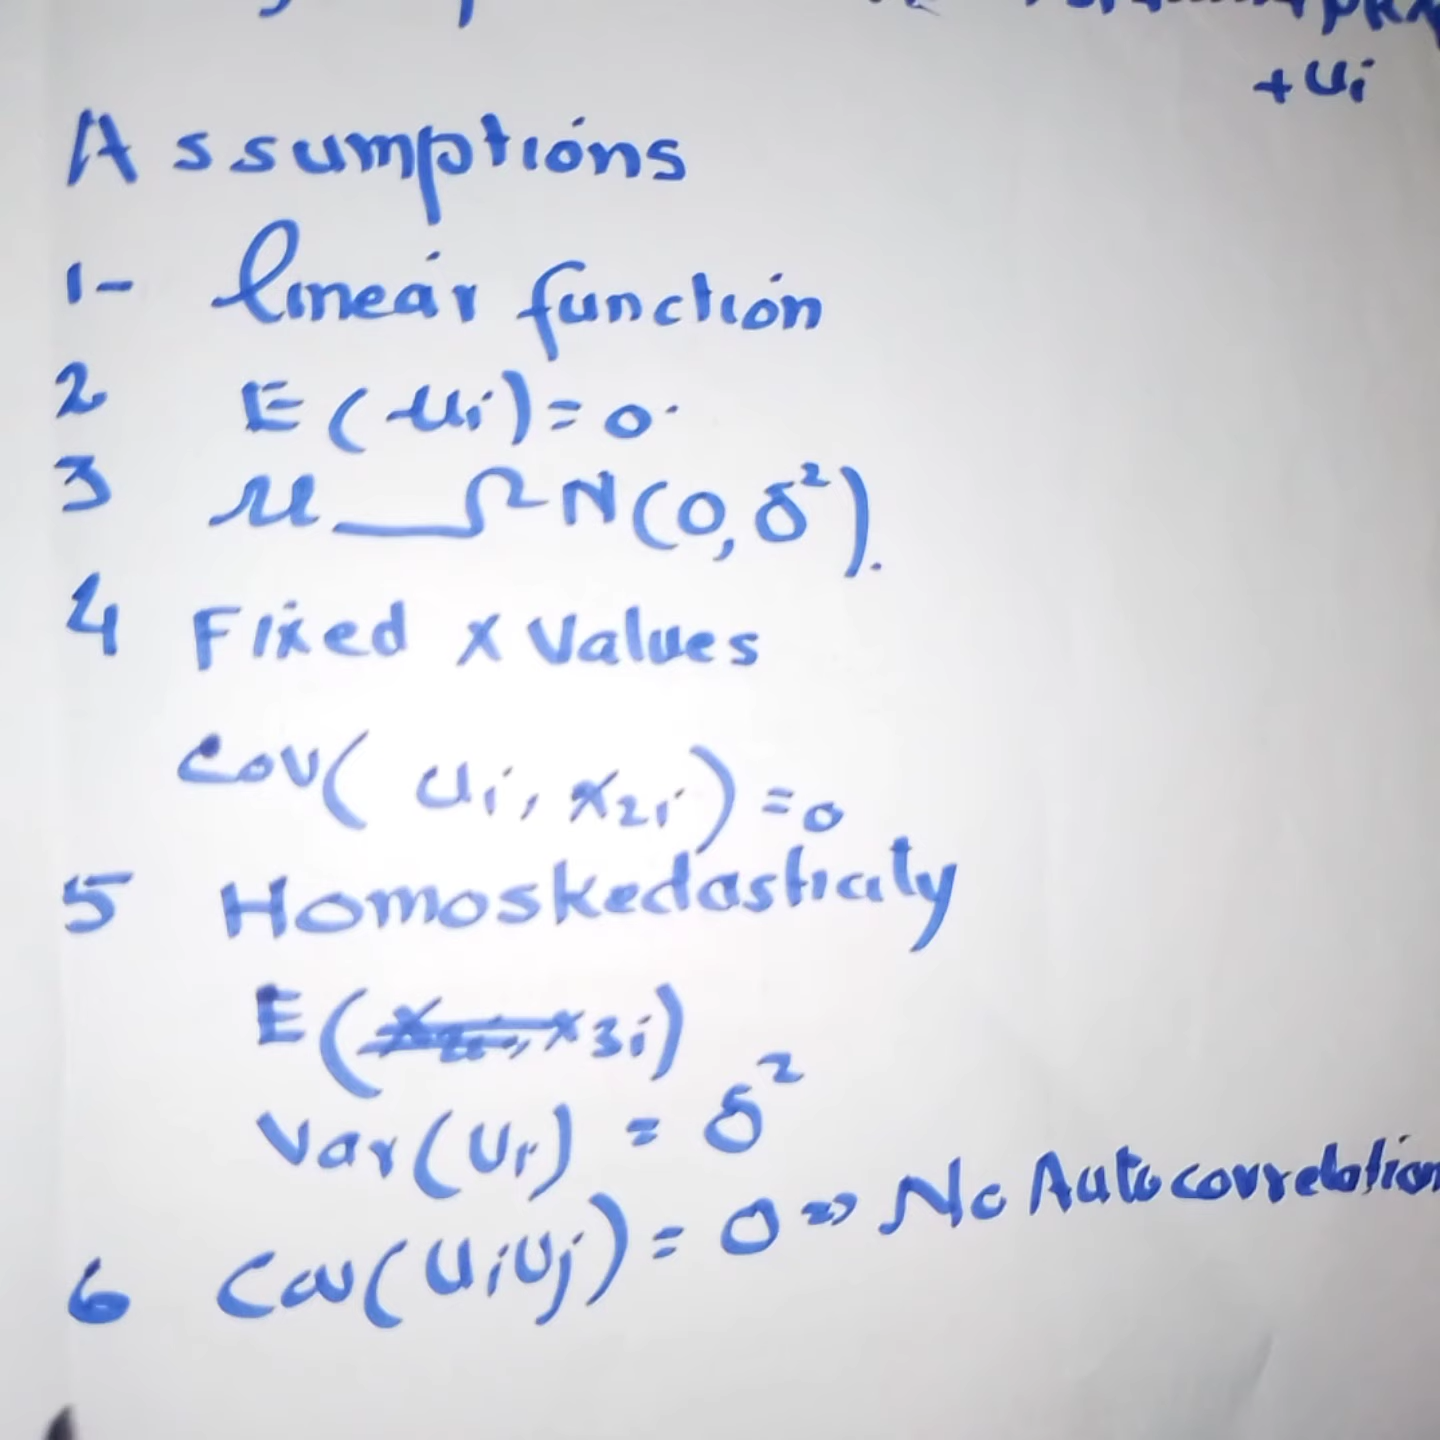 +ui
Assumptions
1- linear function
2 E(ui)=0.
3 u N(0,δ²).
4 Fixed x Values
Cov( ui, x2i)=0
5 Homoskedasticity
E( x3i)
Var(Ui) = δ²
6 Cov(UiUj)= 0 => No Autocorrelation